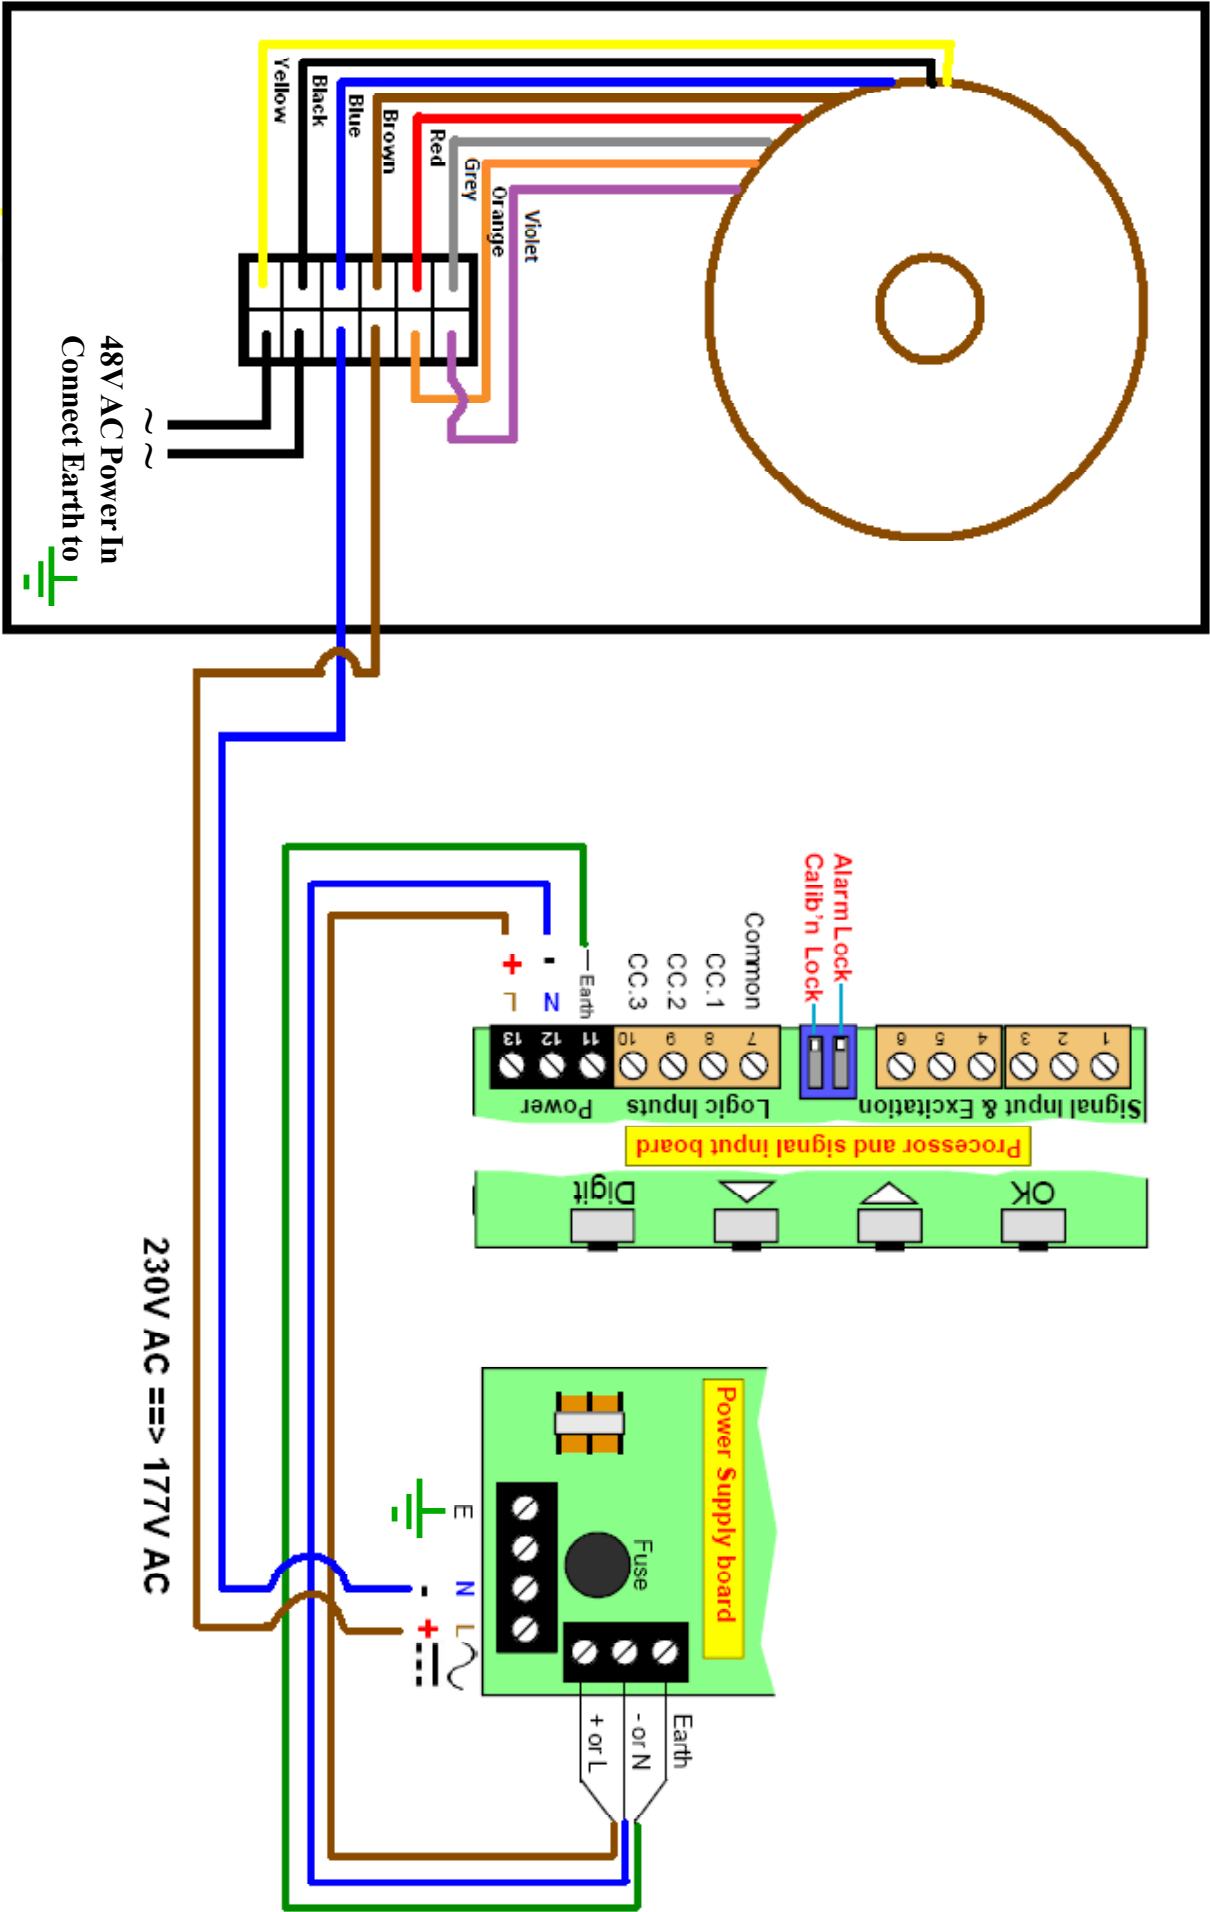 Yellow
Black
Blue
Brown
Red
Grey
Orange
Violet
48V AC Power In
Connect Earth to
~ ~
Alarm Lock
Calib'n Lock
Common
CC.1
CC.2
CC.3
Earth
- N
+ L
1 2 3 4 5 6 7 8 9 10 11 12 13
Signal Input & Excitation
Logic Inputs
Power
Processor and signal input board
OK
Digit
230V AC ==> 177V AC
Power Supply board
Fuse
E
- N
+ L
Earth
- or N
+ or L